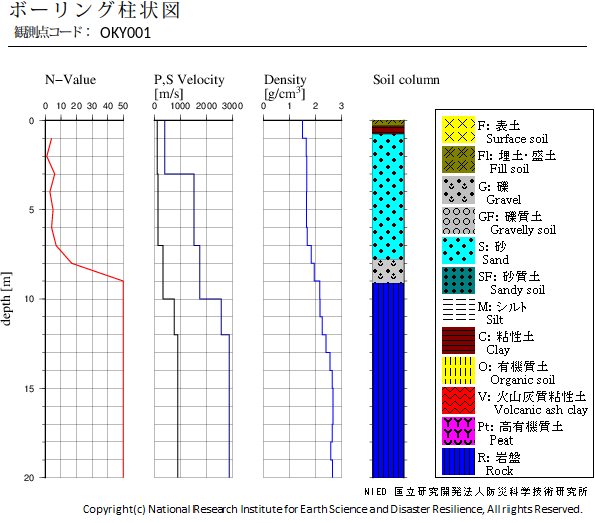 ボーリング柱状図
観測点コード： OKY001
N−Value
P,S Velocity
[m/s]
Density
[g/cm³]
Soil column
0 10 20 30 40 50
0 1000 2000 3000
0 1 2 3
0
5
10
15
20
depth [m]
F: 表土
Surface soil
Fl: 埋土・盛土
Fill soil
G: 礫
Gravel
GF: 礫質土
Gravelly soil
S: 砂
Sand
SF: 砂質土
Sandy soil
M: シルト
Silt
C: 粘性土
Clay
O: 有機質土
Organic soil
V: 火山灰質粘性土
Volcanic ash clay
Pt: 高有機質土
Peat
R: 岩盤
Rock
NIED 国立研究開発法人防災科学技術研究所
Copyright(c) National Research Institute for Earth Science and Disaster Resilience, All rights Reserved.